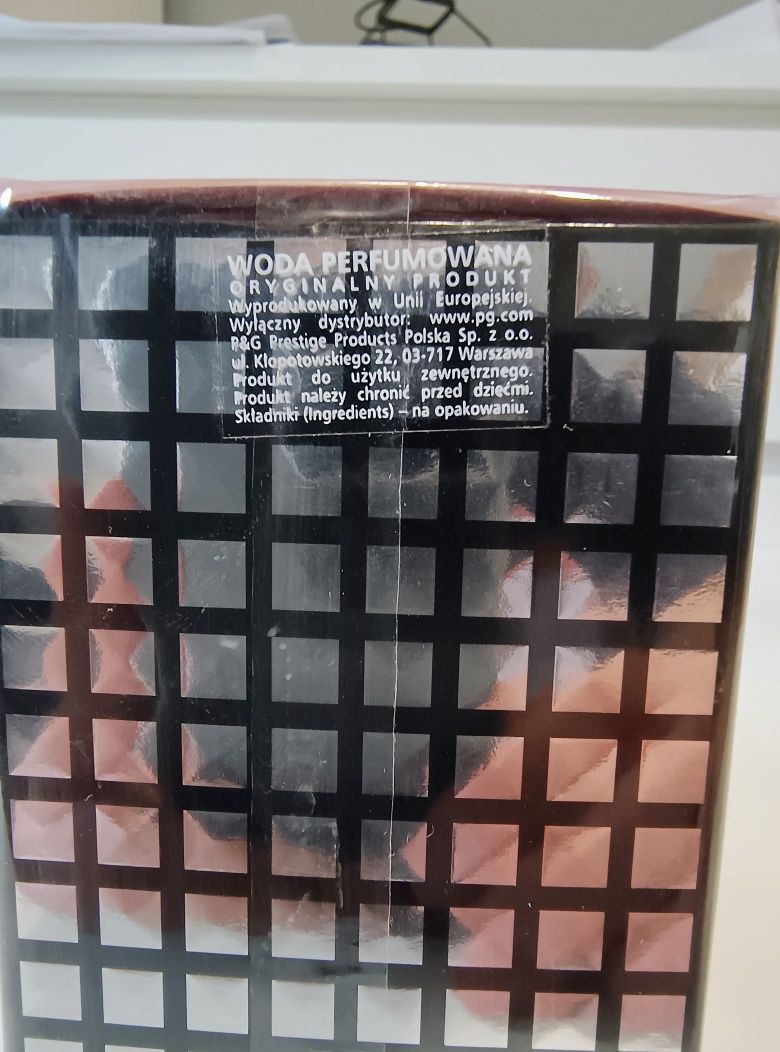 WODA PERFUMOWANA
ORYGINALNY PRODUKT
Wyprodukowany w Unii Europejskiej.
Wyłączny dystrybutor: www.pg.com
P&G Prestige Products Polska Sp. z o.o.
ul. Kłopotowskiego 22, 03-717 Warszawa
Produkt do użytku zewnętrznego.
Produkt należy chronić przed dziećmi.
Składniki (Ingredients) – na opakowaniu.